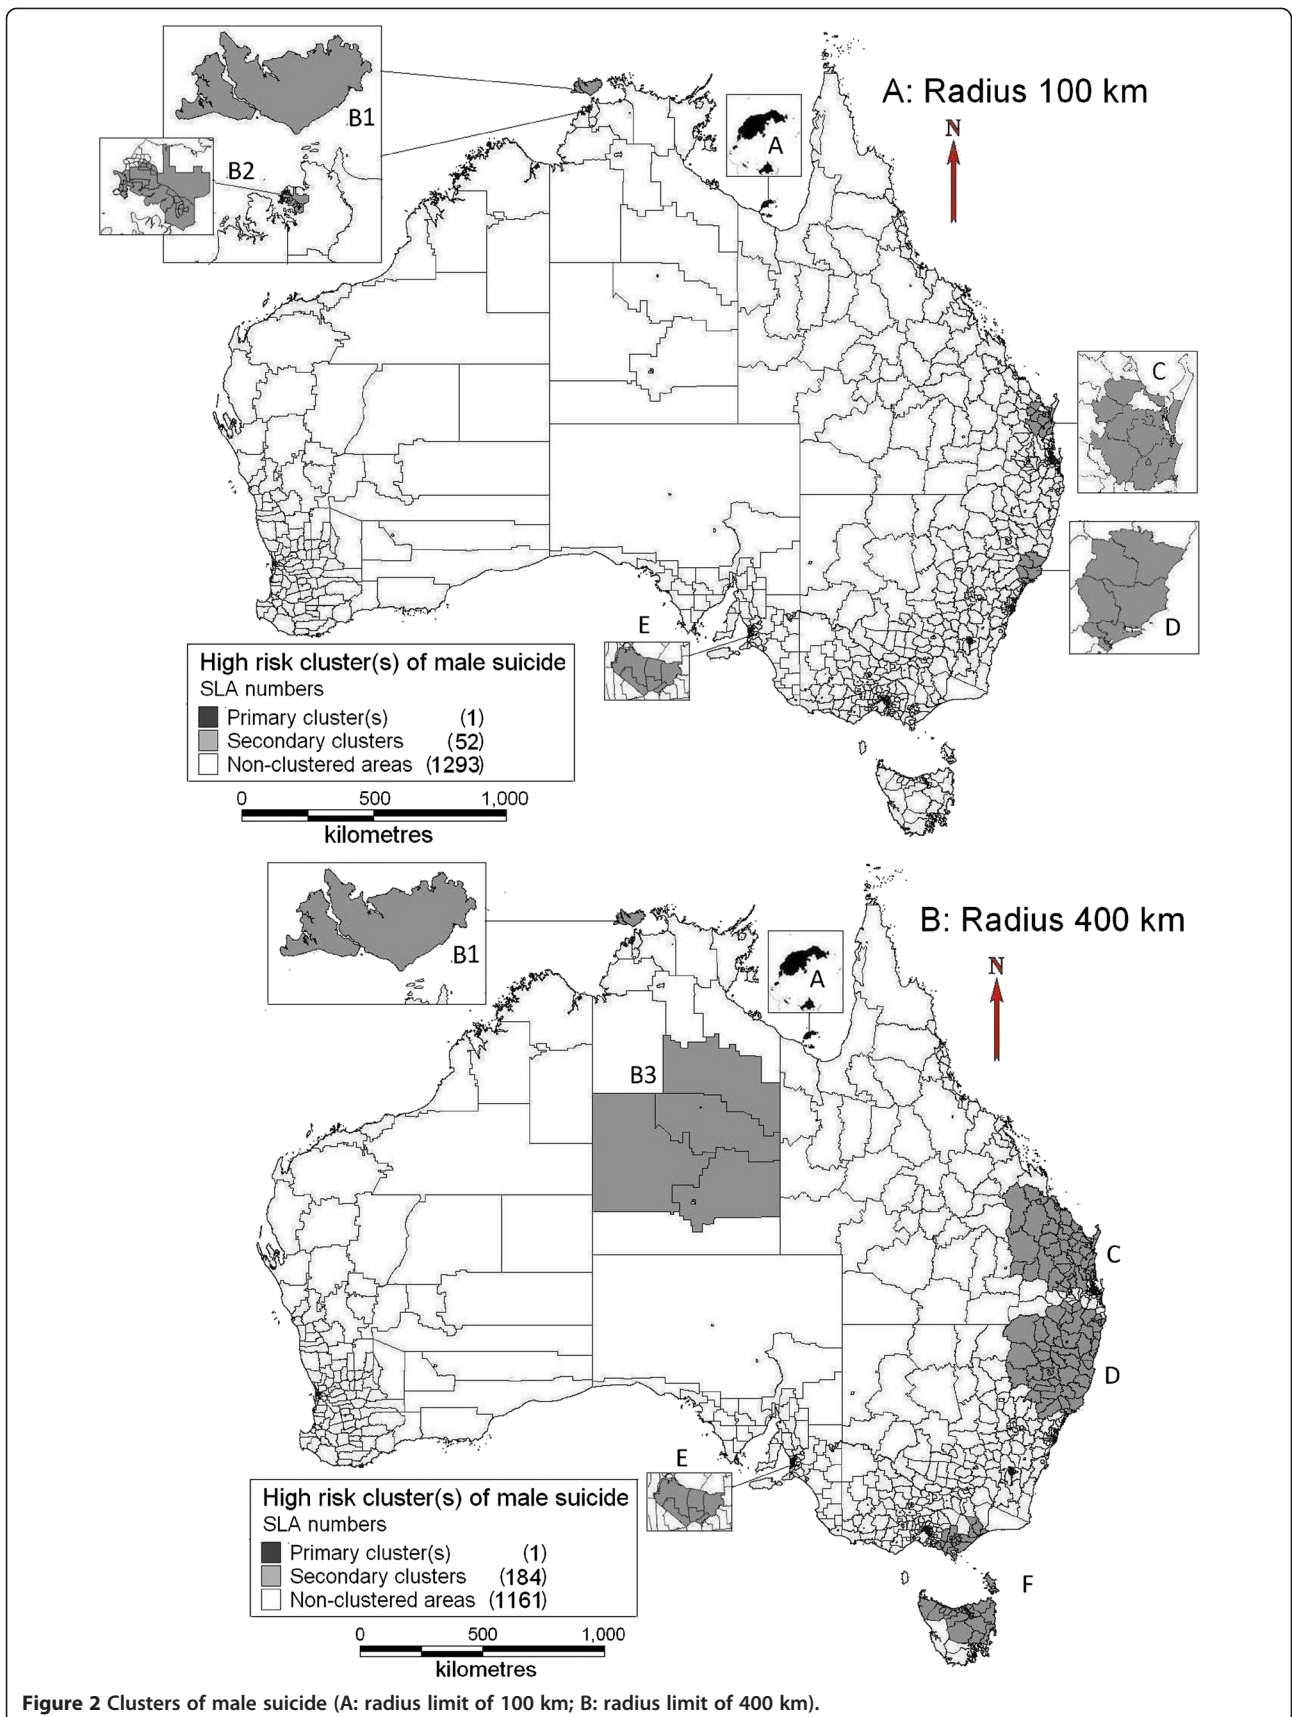 B1
B2
A: Radius 100 km
N
A
C
D
E
High risk cluster(s) of male suicide
SLA numbers
Primary cluster(s) (1)
Secondary clusters (52)
Non-clustered areas (1293)
0 500 1,000
kilometres
B1
B: Radius 400 km
N
A
B3
C
D
E
High risk cluster(s) of male suicide
SLA numbers
Primary cluster(s) (1)
Secondary clusters (184)
Non-clustered areas (1161)
F
0 500 1,000
kilometres
Figure 2 Clusters of male suicide (A: radius limit of 100 km; B: radius limit of 400 km).